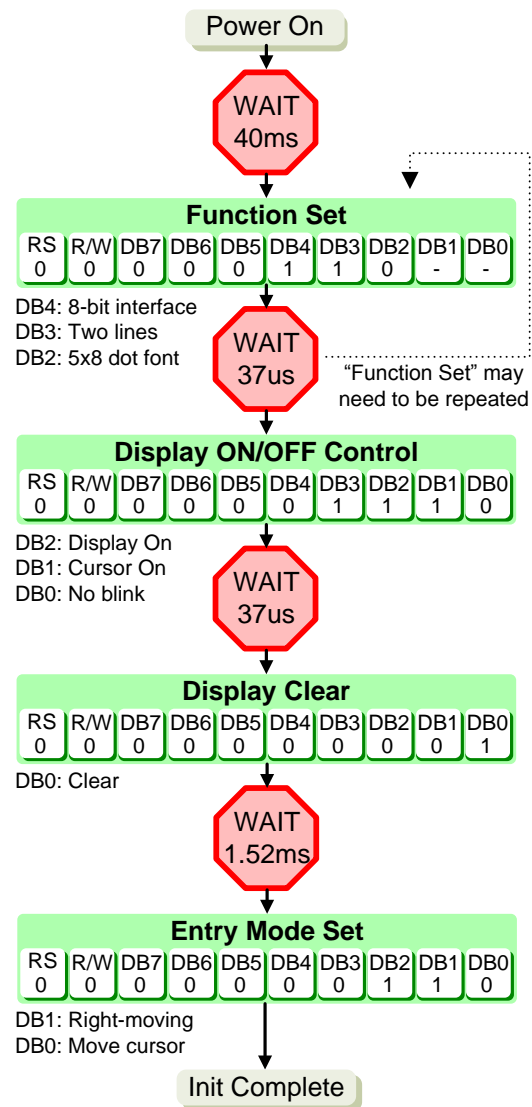 Power On
WAIT
40ms
Function Set
RS R/W DB7 DB6 DB5 DB4 DB3 DB2 DB1 DB0
0 0 0 0 0 1 1 0 - -
DB4: 8-bit interface
DB3: Two lines
DB2: 5x8 dot font
WAIT
37us
“Function Set” may
need to be repeated
Display ON/OFF Control
RS R/W DB7 DB6 DB5 DB4 DB3 DB2 DB1 DB0
0 0 0 0 0 0 1 1 1 0
DB2: Display On
DB1: Cursor On
DB0: No blink
WAIT
37us
Display Clear
RS R/W DB7 DB6 DB5 DB4 DB3 DB2 DB1 DB0
0 0 0 0 0 0 0 0 0 1
DB0: Clear
WAIT
1.52ms
Entry Mode Set
RS R/W DB7 DB6 DB5 DB4 DB3 DB2 DB1 DB0
0 0 0 0 0 0 0 1 1 0
DB1: Right-moving
DB0: Move cursor
Init Complete